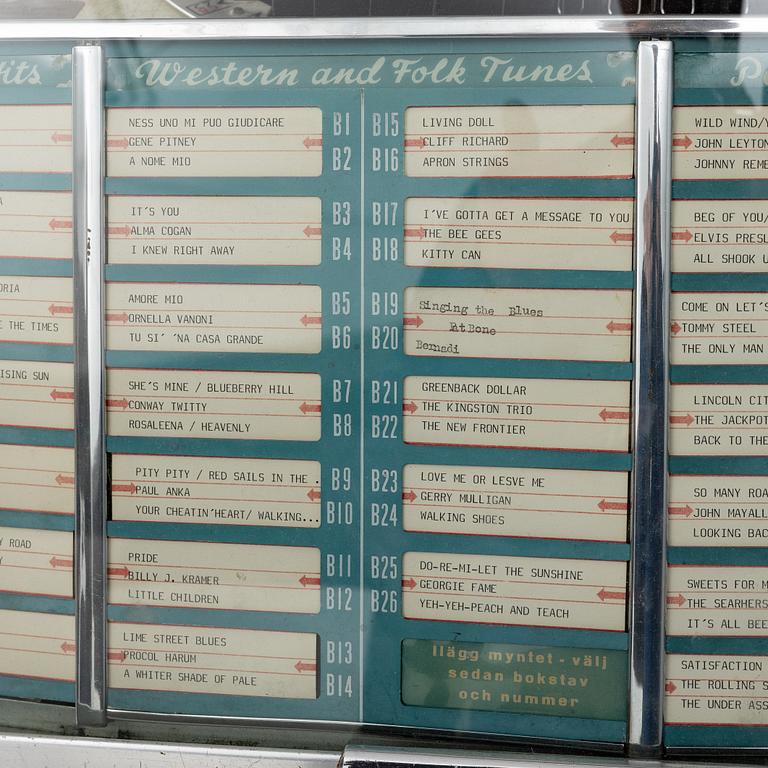 its
Western and Folk Tunes
P
ORIA
E THE TIMES
ISING SUN
Y ROAD
NESS UNO MI PUO GIUDICARE
GENE PITNEY
A NOME MIO
B1
B2
IT'S YOU
ALMA COGAN
I KNEW RIGHT AWAY
B3
B4
AMORE MIO
ORNELLA VANONI
TU SI' 'NA CASA GRANDE
B5
B6
SHE'S MINE / BLUEBERRY HILL
CONWAY TWITTY
ROSALEENA / HEAVENLY
B7
B8
PITY PITY / RED SAILS IN THE .
PAUL ANKA
YOUR CHEATIN'HEART/ WALKING...
B9
B10
PRIDE
BILLY J. KRAMER
LITTLE CHILDREN
B11
B12
LIME STREET BLUES
PROCOL HARUM
A WHITER SHADE OF PALE
B13
B14
B15
B16
LIVING DOLL
CLIFF RICHARD
APRON STRINGS
B17
B18
I'VE GOTTA GET A MESSAGE TO YOU
THE BEE GEES
KITTY CAN
B19
B20
Singing the Blues
PatBone
Bernadi
B21
B22
GREENBACK DOLLAR
THE KINGSTON TRIO
THE NEW FRONTIER
B23
B24
LOVE ME OR LESVE ME
GERRY MULLIGAN
WALKING SHOES
B25
B26
DO-RE-MI-LET THE SUNSHINE
GEORGIE FAME
YEH-YEH-PEACH AND TEACH
Ilägg myntet - välj
sedan bokstav
och nummer
WILD WIND/
JOHN LEYTON
JOHNNY REME
BEG OF YOU/
ELVIS PRESL
ALL SHOOK U
COME ON LET'S
TOMMY STEEL
THE ONLY MAN
LINCOLN CIT
THE JACKPOT
BACK TO THE
SO MANY ROA
JOHN MAYALL
LOOKING BAC
SWEETS FOR M
THE SEARHERS
IT'S ALL BEE
SATISFACTION
THE ROLLING S
THE UNDER ASS